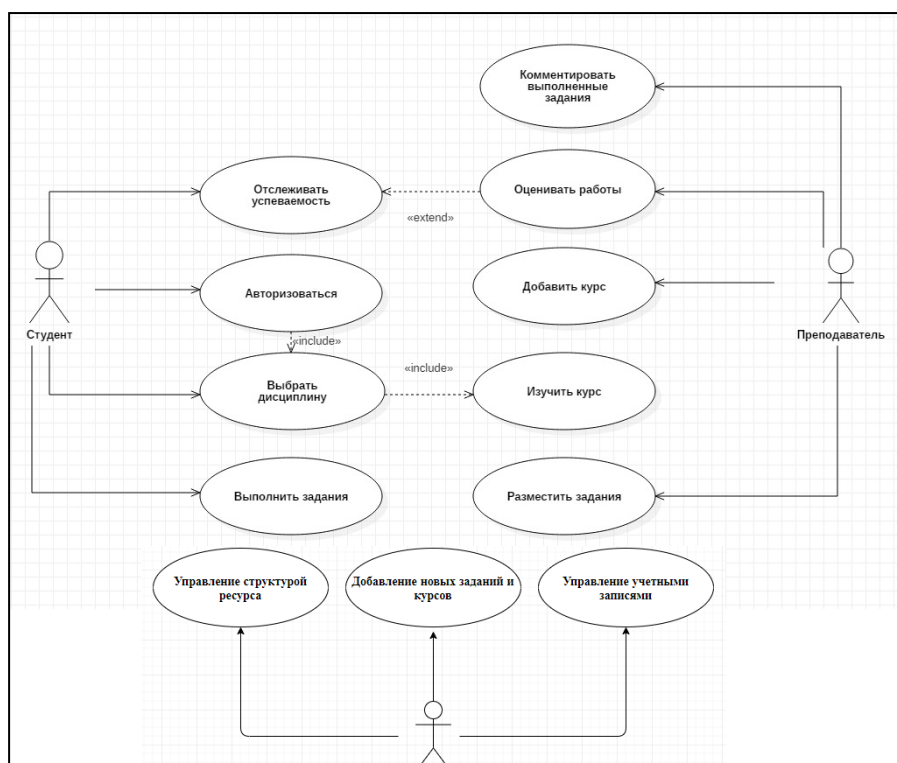 Комментировать
выполненные
задания
Отслеживать
успеваемость
Оценивать работы
«extend»
Авторизоваться
Добавить курс
Студент
Преподаватель
«include»
«include»
Выбрать
дисциплину
Изучить курс
Выполнить задания
Разместить задания
Управление структурой
ресурса
Добавление новых заданий и
курсов
Управление учетными
записями